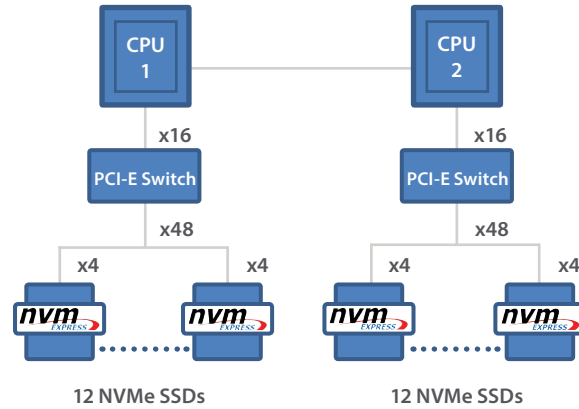 CPU
1
CPU
2
x16
x16
PCI-E Switch
PCI-E Switch
x48
x48
x4
x4
x4
x4
nvm
EXPRESS
nvm
EXPRESS
nvm
EXPRESS
nvm
EXPRESS
12 NVMe SSDs
12 NVMe SSDs